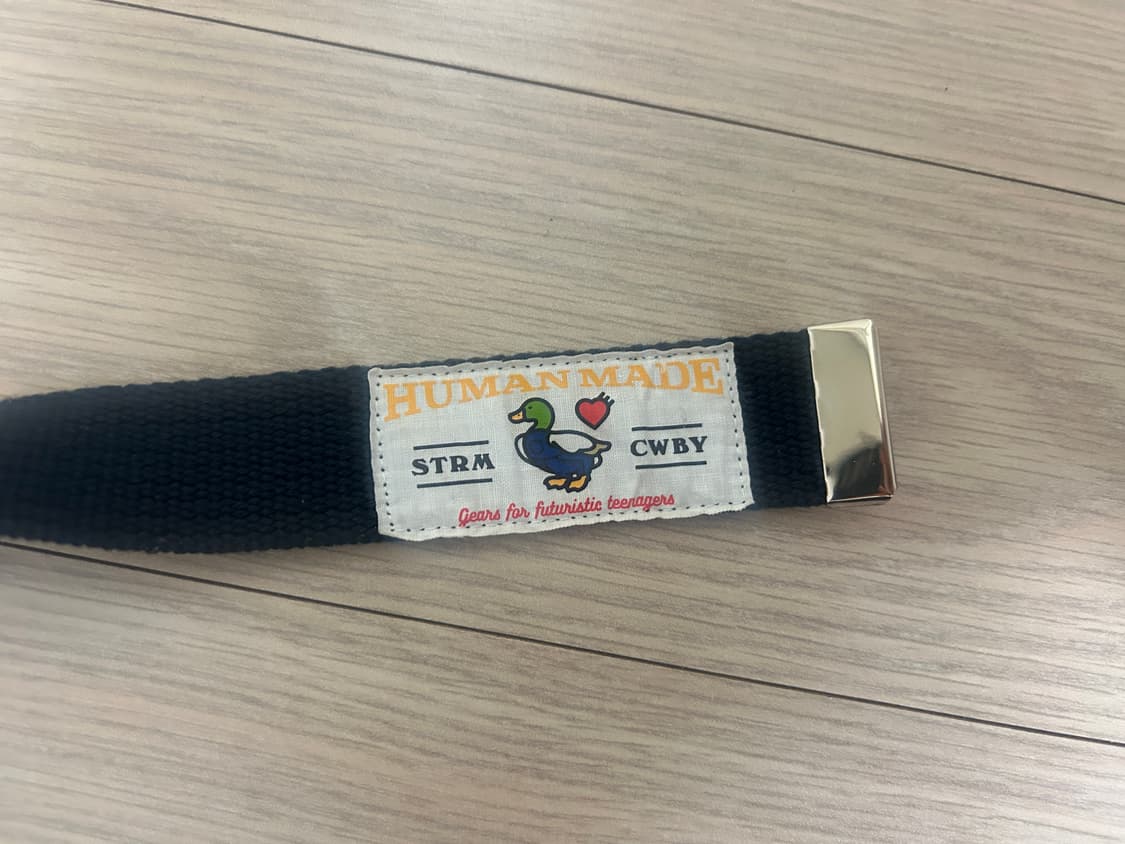 HUMAN MADE
STRM
CWBY
Gears for futuristic teenagers